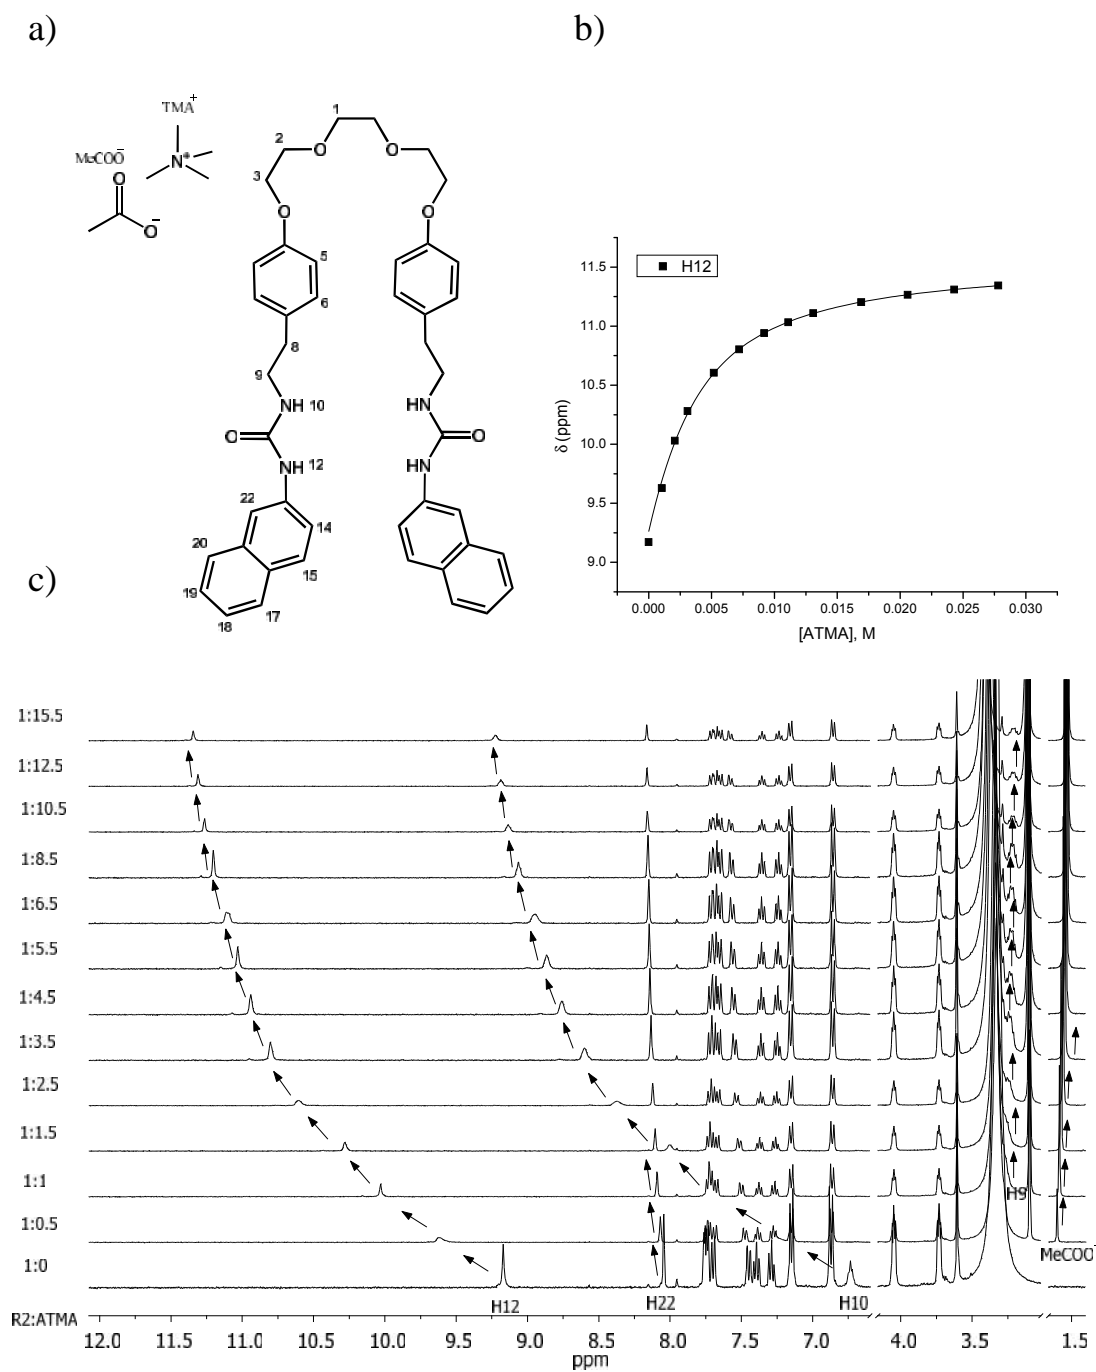 a)
TMA+
MeCOO−
N+
O
O−
1
2
3
O
O
O
O
5
6
8
9
NH 10
HN
O
O
NH 12
HN
22
14
20
15
19
17
18
b)
H12
11.5
11.0
10.5
10.0
9.5
9.0
δ (ppm)
0.000 0.005 0.010 0.015 0.020 0.025 0.030
[ATMA], M
c)
1:15.5
1:12.5
1:10.5
1:8.5
1:6.5
1:5.5
1:4.5
1:3.5
1:2.5
1:1.5
1:1
H9
1:0.5
MeCOO−
1:0
H12 H22 H10
R2:ATMA
12.0 11.5 11.0 10.5 10.0 9.5 9.0 8.5 8.0 7.5 7.0 4.0 3.5 1.5
ppm